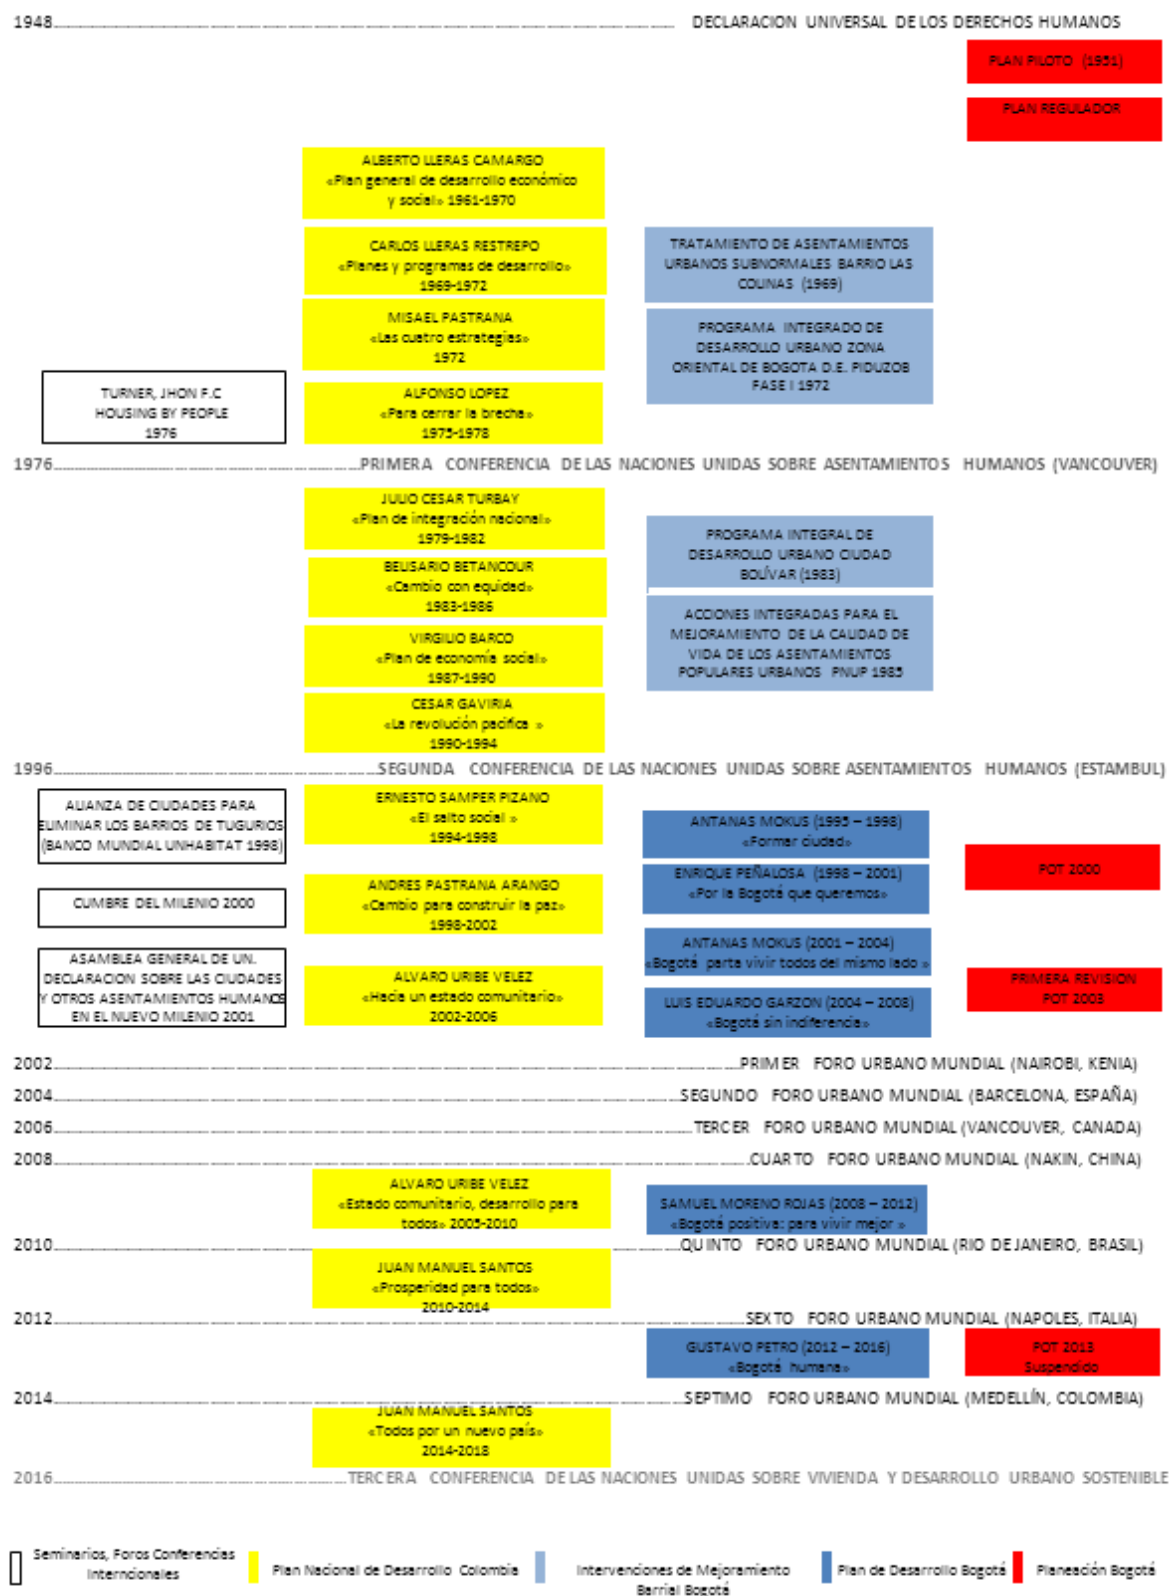 1948 DECLARACION UNIVERSAL DE LOS DERECHOS HUMANOS
PLAN PILOTO (1951)
PLAN REGULADOR
ALBERTO LLERAS CAMARGO
«Plan general de desarrollo económico
y social» 1961-1970
CARLOS LLERAS RESTREPO
«Planes y programas de desarrollo»
1969-1972
TRATAMIENTO DE ASENTAMIENTOS
URBANOS SUBNORMALES BARRIO LAS
COLINAS (1969)
MISAEL PASTRANA
«Las cuatro estrategias»
1972
PROGRAMA INTEGRADO DE
DESARROLLO URBANO ZONA
ORIENTAL DE BOGOTA D.E. PIDUZOB
FASE I 1972
TURNER, JHON F.C
HOUSING BY PEOPLE
1976
ALFONSO LOPEZ
«Para cerrar la brecha»
1975-1978
1976 PRIMERA CONFERENCIA DE LAS NACIONES UNIDAS SOBRE ASENTAMIENTOS HUMANOS (VANCOUVER)
JULIO CESAR TURBAY
«Plan de integración nacional»
1979-1982
PROGRAMA INTEGRAL DE
DESARROLLO URBANO CIUDAD
BOLÍVAR (1983)
BELISARIO BETANCOUR
«Cambio con equidad»
1983-1986
ACCIONES INTEGRADAS PARA EL
MEJORAMIENTO DE LA CALIDAD DE
VIDA DE LOS ASENTAMIENTOS
POPULARES URBANOS PNUP 1985
VIRGILIO BARCO
«Plan de economía social»
1987-1990
CESAR GAVIRIA
«La revolución pacifica »
1990-1994
1996 SEGUNDA CONFERENCIA DE LAS NACIONES UNIDAS SOBRE ASENTAMIENTOS HUMANOS (ESTAMBUL)
ALIANZA DE CIUDADES PARA
ELIMINAR LOS BARRIOS DE TUGURIOS
(BANCO MUNDIAL UNHABITAT 1998)
ERNESTO SAMPER PIZANO
«El salto social »
1994-1998
ANTANAS MOKUS (1995 – 1998)
«Formar ciudad»
POT 2000
CUMBRE DEL MILENIO 2000
ANDRES PASTRANA ARANGO
«Cambio para construir la paz»
1998-2002
ENRIQUE PEÑALOSA (1998 – 2001)
«Por la Bogotá que queremos»
ANTANAS MOKUS (2001 – 2004)
«Bogotá parta vivir todos del mismo lado »
ASAMBLEA GENERAL DE UN.
DECLARACION SOBRE LAS CIUDADES
Y OTROS ASENTAMIENTOS HUMANOS
EN EL NUEVO MILENIO 2001
ALVARO URIBE VELEZ
«Hacia un estado comunitario»
2002-2006
LUIS EDUARDO GARZON (2004 – 2008)
«Bogotá sin indiferencia»
PRIMERA REVISION
POT 2003
2002 PRIMER FORO URBANO MUNDIAL (NAIROBI, KENIA)
2004 SEGUNDO FORO URBANO MUNDIAL (BARCELONA, ESPAÑA)
2006 TERCER FORO URBANO MUNDIAL (VANCOUVER, CANADA)
2008 CUARTO FORO URBANO MUNDIAL (NAKIN, CHINA)
ALVARO URIBE VELEZ
«Estado comunitario, desarrollo para
todos» 2005-2010
SAMUEL MORENO ROJAS (2008 – 2012)
«Bogotá positiva: para vivir mejor »
2010 QUINTO FORO URBANO MUNDIAL (RIO DE JANEIRO, BRASIL)
JUAN MANUEL SANTOS
«Prosperidad para todos»
2010-2014
2012 SEXTO FORO URBANO MUNDIAL (NAPOLES, ITALIA)
GUSTAVO PETRO (2012 – 2016)
«Bogotá humana»
POT 2013
Suspendido
2014 SEPTIMO FORO URBANO MUNDIAL (MEDELLÍN, COLOMBIA)
JUAN MANUEL SANTOS
«Todos por un nuevo país»
2014-2018
2016 TERCERA CONFERENCIA DE LAS NACIONES UNIDAS SOBRE VIVIENDA Y DESARROLLO URBANO SOSTENIBLE
Seminarios, Foros Conferencias
Interncionales
Plan Nacional de Desarrollo Colombia
Intervenciones de Mejoramiento
Barrial Bogotá
Plan de Desarrollo Bogotá
Planeación Bogotá